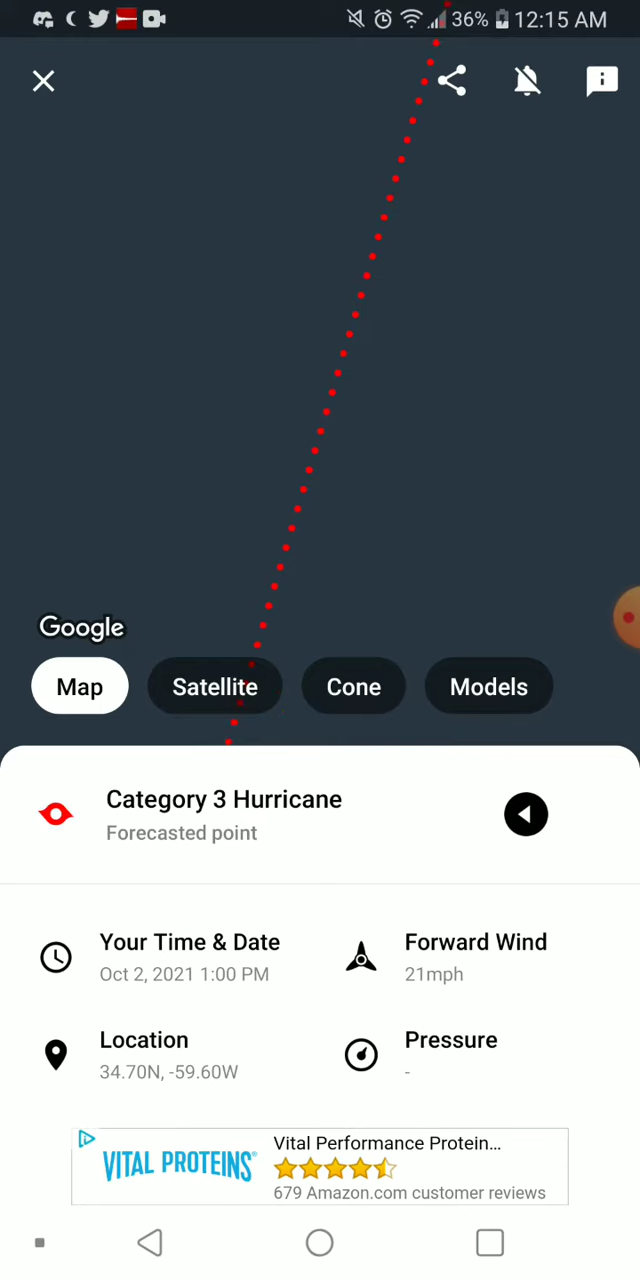 36% 12:15 AM
Google
Map Satellite Cone Models
Category 3 Hurricane
Forecasted point
Your Time & Date
Oct 2, 2021 1:00 PM
Forward Wind
21mph
Location
34.70N, -59.60W
Pressure
-
VITAL PROTEINS®
Vital Performance Protein...
679 Amazon.com customer reviews